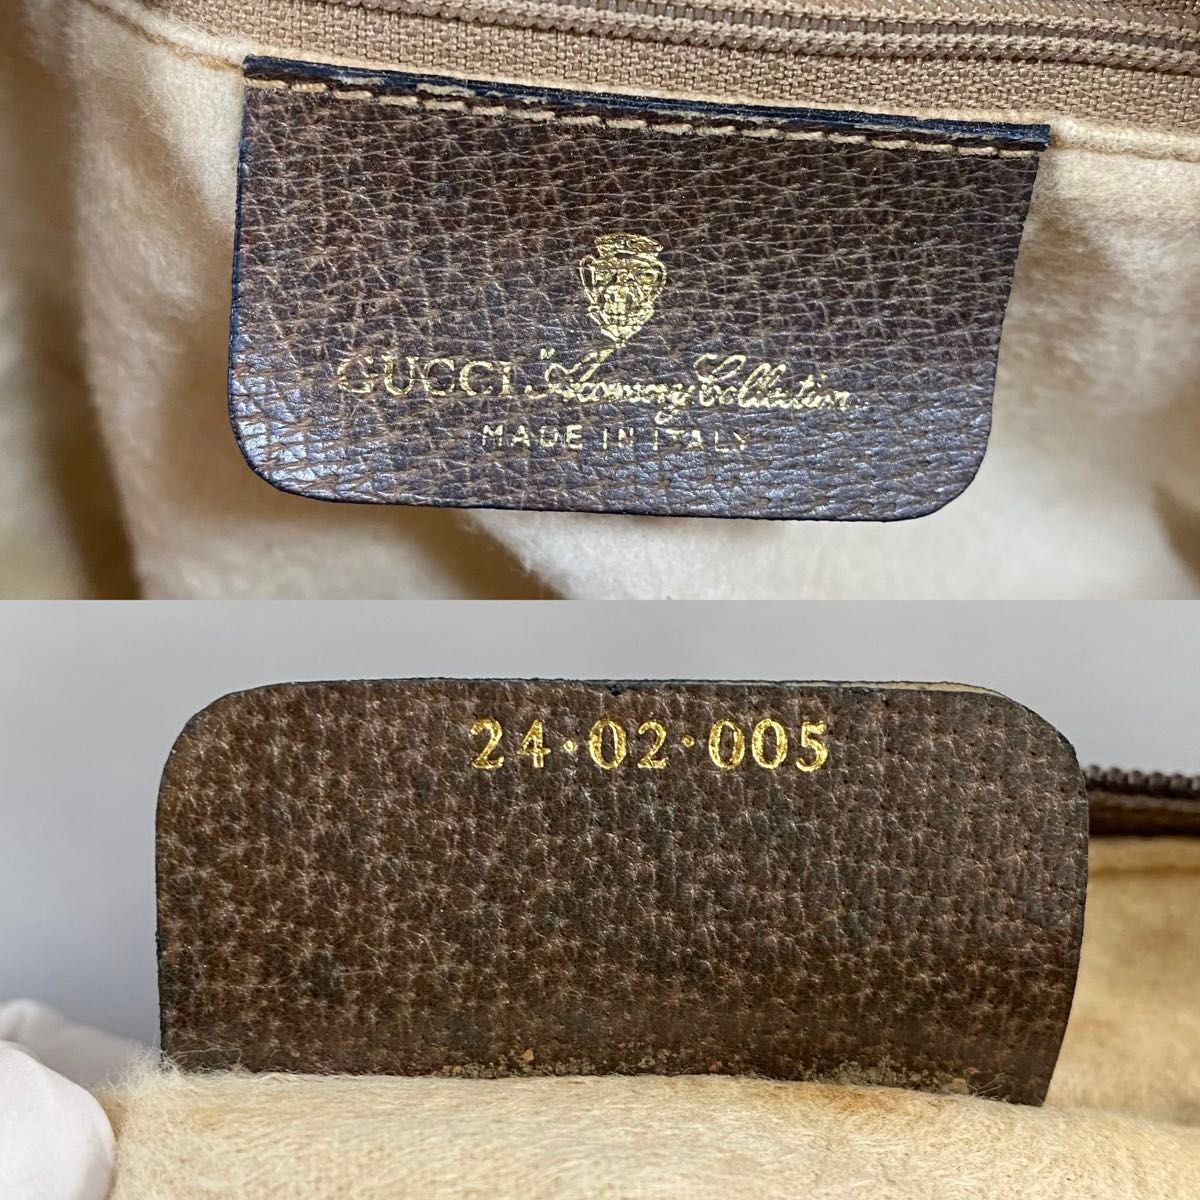 GUCCI "Accessory Collection"
MADE IN ITALY
24·02·005